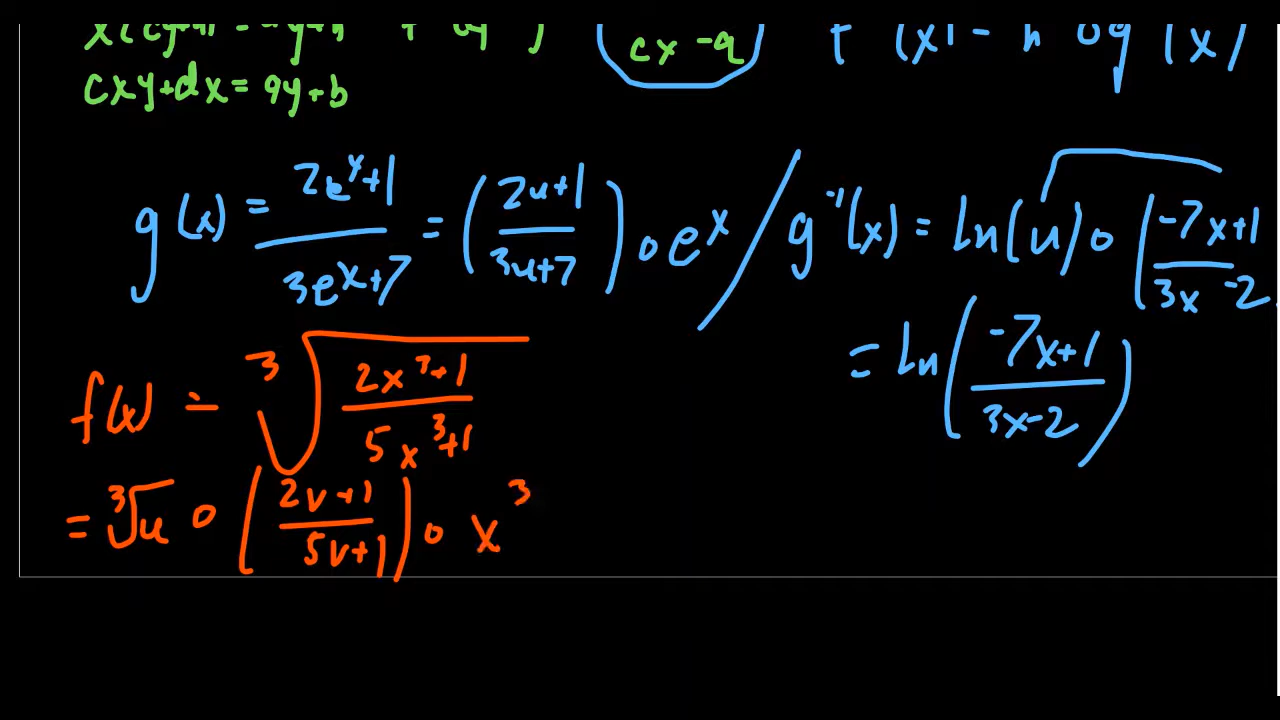 cxy+dx=ay+b
cx-a
g(x) = 2e^x+1 / 3e^x+7 = (2u+1 / 3u+7) ∘ e^x / g^-1(x) = ln(u) ∘ (-7x+1 / 3x-2
= ln(-7x+1 / 3x-2)
f(x) = ∛(2x^3+1 / 5x^3+1)
= ∛u ∘ (2v+1 / 5v+1) ∘ x^3